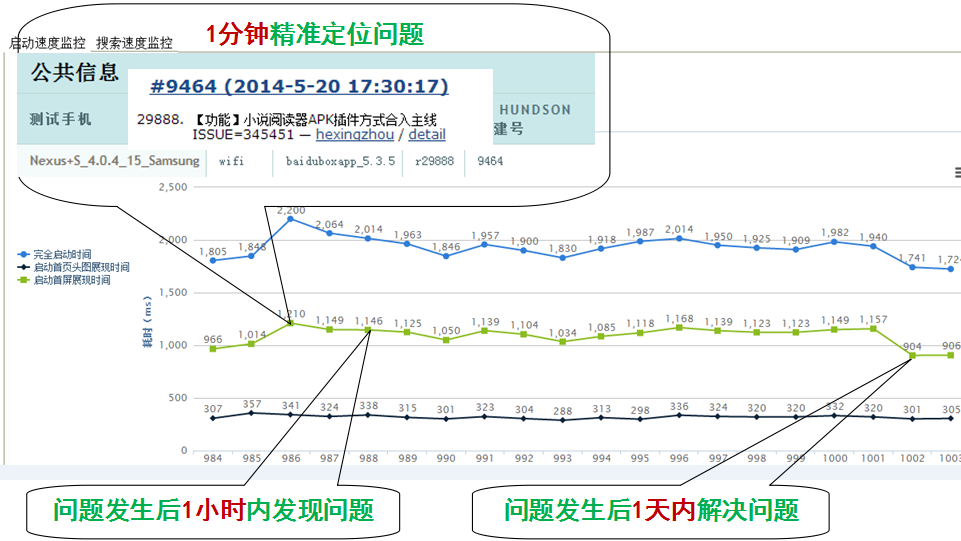 1分钟精准定位问题
启动速度监控 搜索速度监控
公共信息
#9464 (2014-5-20 17:30:17)
测试手机
29888. 【功能】小说阅读器APK插件方式合入主线
ISSUE=345451 — hexingzhou / detail
HUNDSON
建号
Nexus+S_4.0.4_15_Samsung wifi baiduboxapp_5.3.5 r29888 9464
2,500
2,000
1,500
1,000
500
0
耗时 (ms)
完全启动时间
启动首页头图展现时间
启动首屏展现时间
1,805 1,848 2,200 2,064 2,014 1,963 1,846 1,957 1,900 1,830 1,918 1,987 2,014 1,950 1,925 1,909 1,982 1,940 1,741 1,724
966 1,014 1,210 1,149 1,146 1,125 1,050 1,139 1,104 1,034 1,085 1,118 1,168 1,139 1,123 1,123 1,149 1,157 904 906
307 357 341 324 338 315 301 323 304 288 313 298 336 324 320 320 332 320 301 305
984 985 986 987 988 989 990 991 992 993 994 995 996 997 998 999 1000 1001 1002 1003
问题发生后1小时内发现问题
问题发生后1天内解决问题